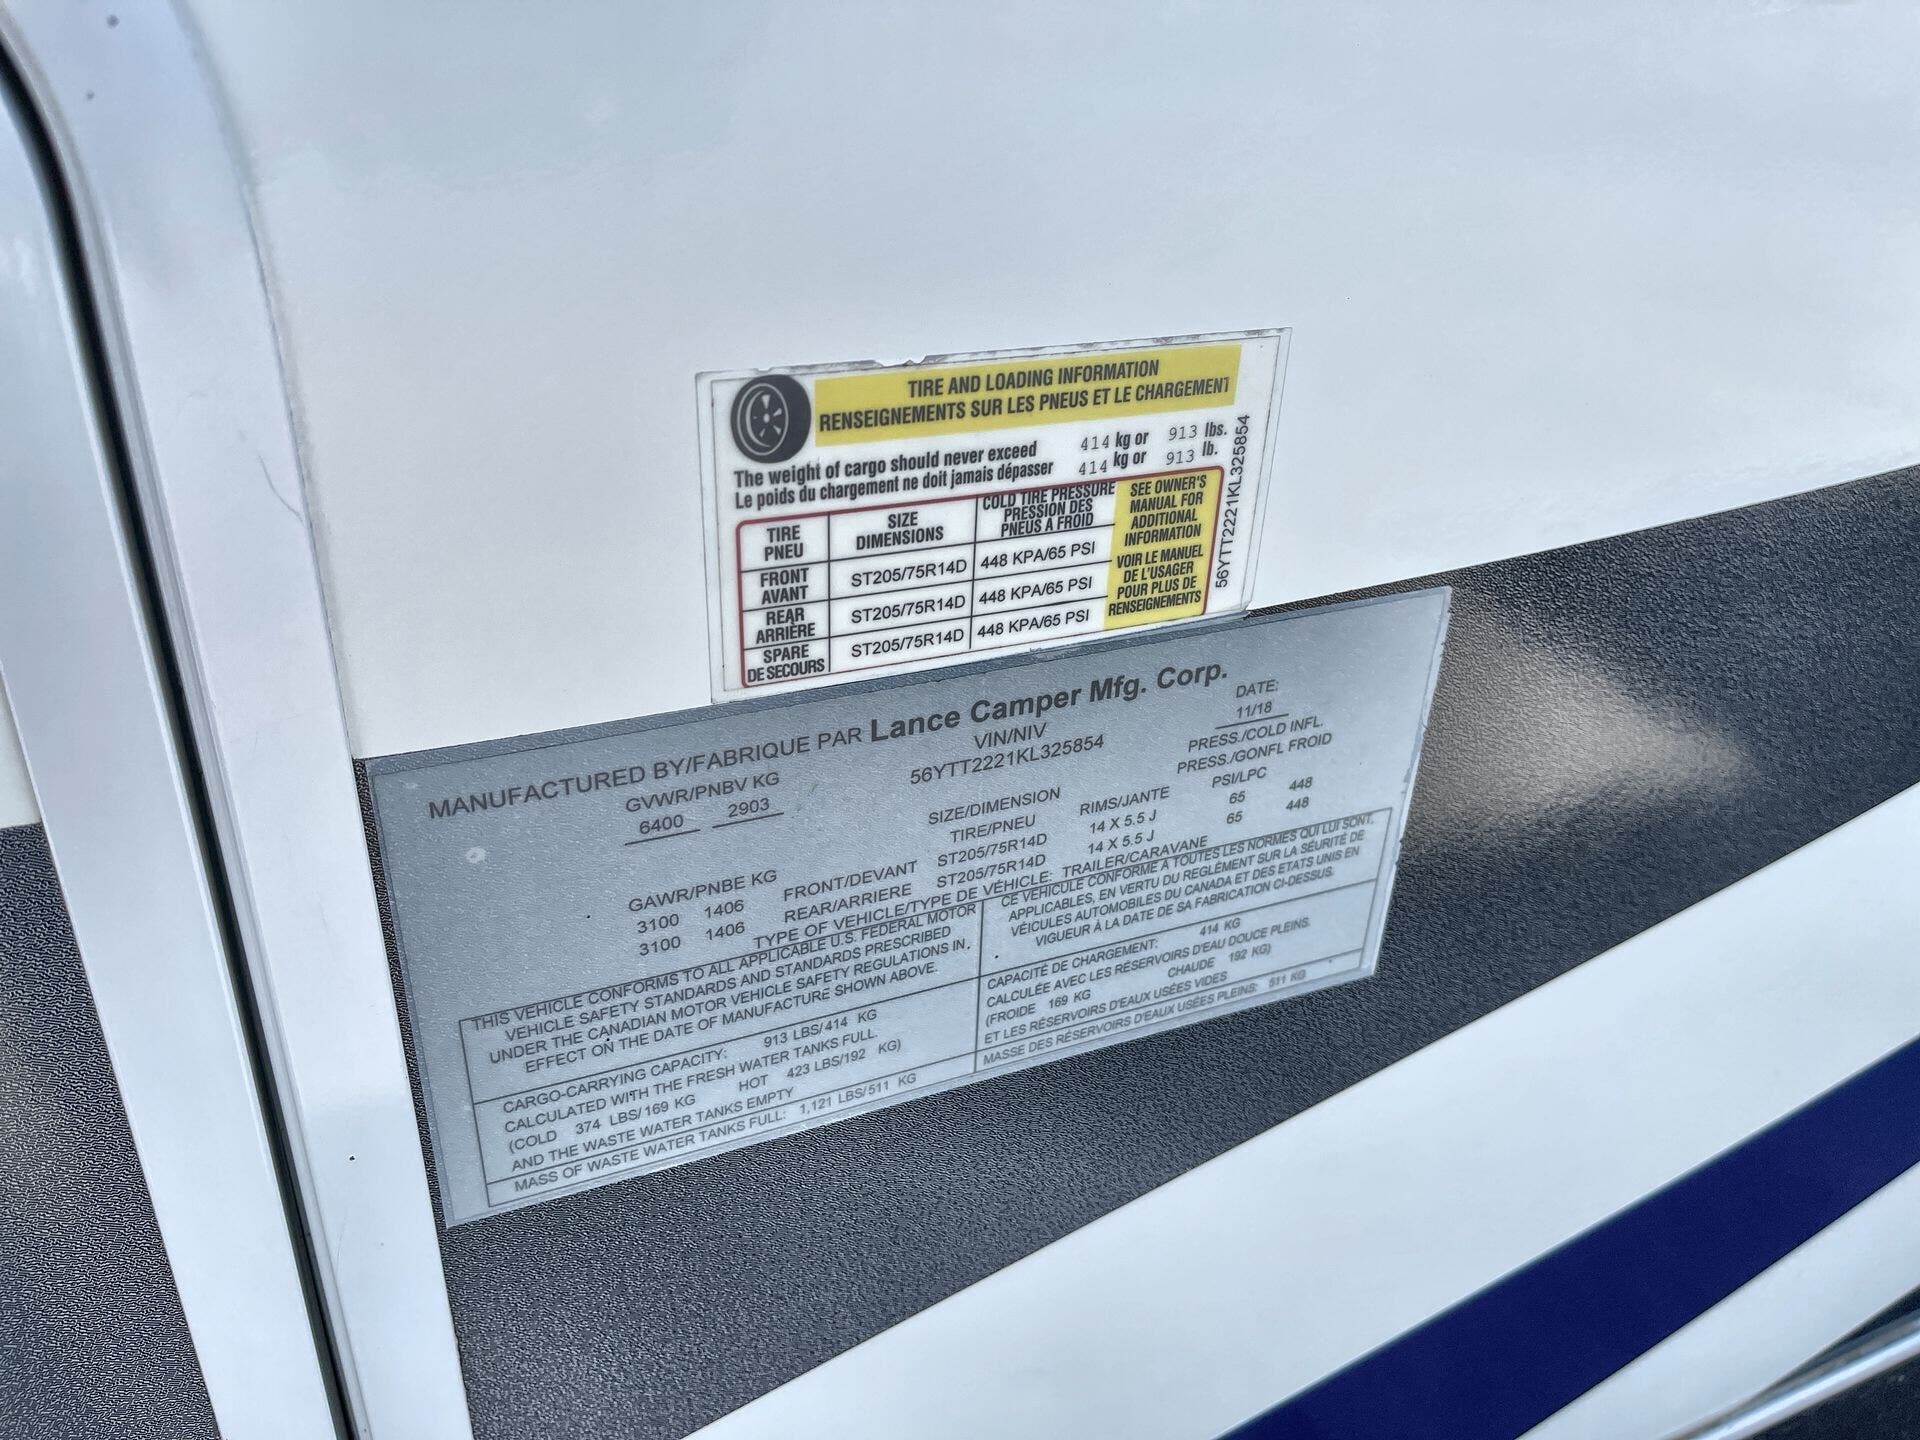 TIRE AND LOADING INFORMATION
RENSEIGNEMENTS SUR LES PNEUS ET LE CHARGEMENT
The weight of cargo should never exceed 414 kg or 913 lbs.
Le poids du chargement ne doit jamais dépasser 414 kg or 913 lb.
TIRE PNEU SIZE DIMENSIONS COLD TIRE PRESSURE PRESSION DES PNEUS A FROID
FRONT AVANT ST205/75R14D 448 KPA/65 PSI
REAR ARRIÈRE ST205/75R14D 448 KPA/65 PSI
SPARE DE SECOURS ST205/75R14D 448 KPA/65 PSI
SEE OWNER'S
MANUAL FOR
ADDITIONAL
INFORMATION
VOIR LE MANUEL
DE L'USAGER
POUR PLUS DE
RENSEIGNEMENTS
56YTT2221KL325854
MANUFACTURED BY/FABRIQUE PAR Lance Camper Mfg. Corp.
GVWR/PNBV KG VIN/NIV DATE:
6400 2903 56YTT2221KL325854 11/18
PRESS./COLD INFL.
SIZE/DIMENSION PRESS./GONFL FROID
GAWR/PNBE KG TIRE/PNEU RIMS/JANTE PSI/LPC
3100 1406 FRONT/DEVANT ST205/75R14D 14 X 5.5 J 65 448
3100 1406 REAR/ARRIERE ST205/75R14D 14 X 5.5 J 65 448
TYPE OF VEHICLE/TYPE DE VÉHICLE: TRAILER/CARAVANE
THIS VEHICLE CONFORMS TO ALL APPLICABLE U.S. FEDERAL MOTOR
VEHICLE SAFETY STANDARDS AND STANDARDS PRESCRIBED
UNDER THE CANADIAN MOTOR VEHICLE SAFETY REGULATIONS IN.
EFFECT ON THE DATE OF MANUFACTURE SHOWN ABOVE.
CE VÉHICULE CONFORME A TOUTES LES NORMES QUI LUI SONT,
APPLICABLES, EN VERTU DU REGLÈMENT SUR LA SÉURITÉ DE
VÉICULES AUTOMOBILES DU CANADA ET DES ETATS UNIS EN
VIGUEUR À LA DATE DE SA FABRICATION CI-DESSUS.
CARGO-CARRYING CAPACITY: 913 LBS/414 KG
CALCULATED WITH THE FRESH WATER TANKS FULL
(COLD 374 LBS/169 KG HOT 423 LBS/192 KG)
AND THE WASTE WATER TANKS EMPTY
MASS OF WASTE WATER TANKS FULL: 1,121 LBS/511 KG
CAPACITÉ DE CHARGEMENT: 414 KG
CALCULÉE AVEC LES RÉSERVOIRS D'EAU DOUCE PLEINS.
(FROIDE 169 KG CHAUDE 192 KG)
ET LES RÉSERVOIRS D'EAUX USÉES VIDES
MASSE DES RÉSERVOIRS D'EAUX USÉES PLEINS: 511 KG